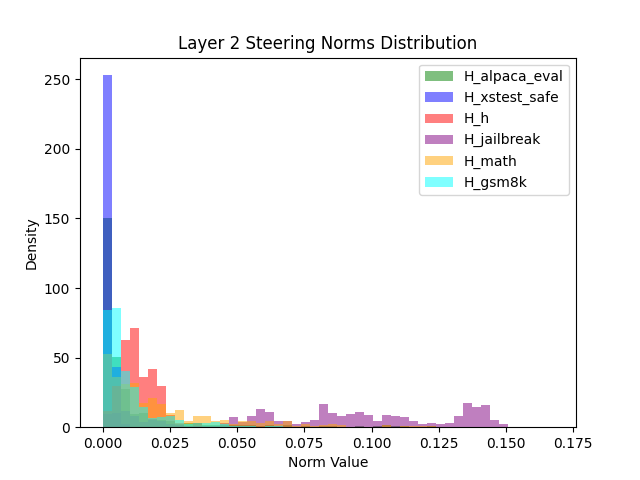 Layer 2 Steering Norms Distribution
250
200
150
100
50
0
Density
H_alpaca_eval
H_xstest_safe
H_h
H_jailbreak
H_math
H_gsm8k
0.000 0.025 0.050 0.075 0.100 0.125 0.150 0.175
Norm Value